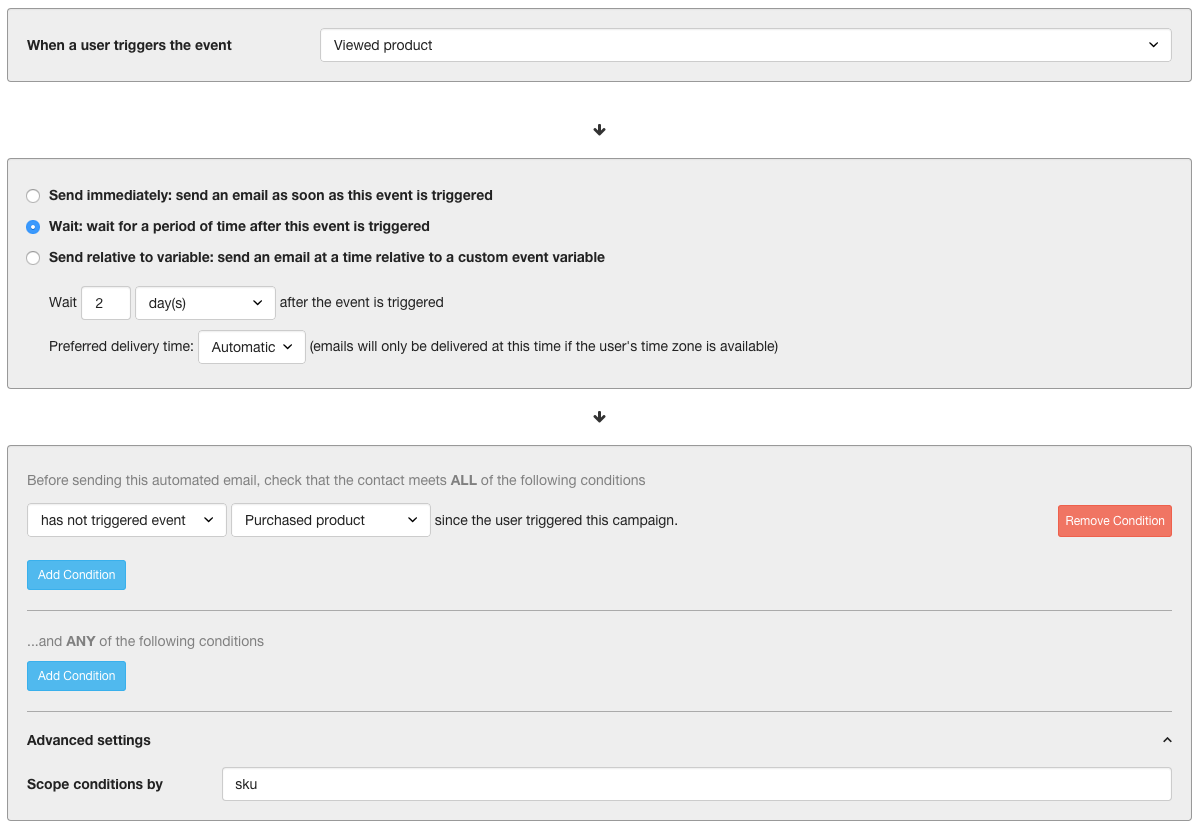 When a user triggers the event Viewed product
Send immediately: send an email as soon as this event is triggered
Wait: wait for a period of time after this event is triggered
Send relative to variable: send an email at a time relative to a custom event variable
Wait 2 day(s) after the event is triggered
Preferred delivery time: Automatic (emails will only be delivered at this time if the user's time zone is available)
Before sending this automated email, check that the contact meets ALL of the following conditions
has not triggered event Purchased product since the user triggered this campaign. Remove Condition
Add Condition
...and ANY of the following conditions
Add Condition
Advanced settings
Scope conditions by sku